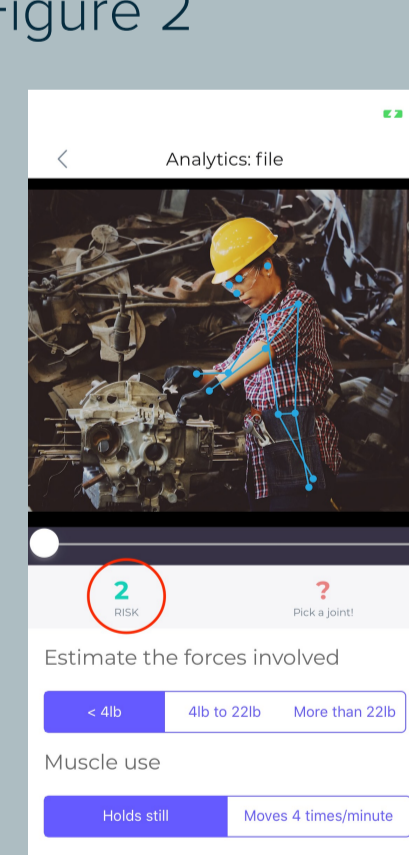 Figure 2
Analytics: file
2
?
RISK
Pick a joint!
Estimate the forces involved
< 4lb
4lb to 22lb
More than 22lb
Muscle use
Holds still
Moves 4 times/minute